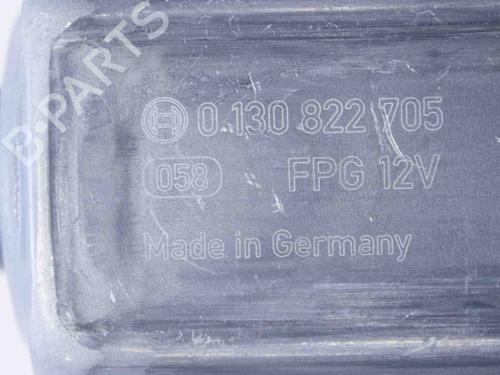 B-PARTS
0 130 822 705
058 FPG 12V
Made in Germany